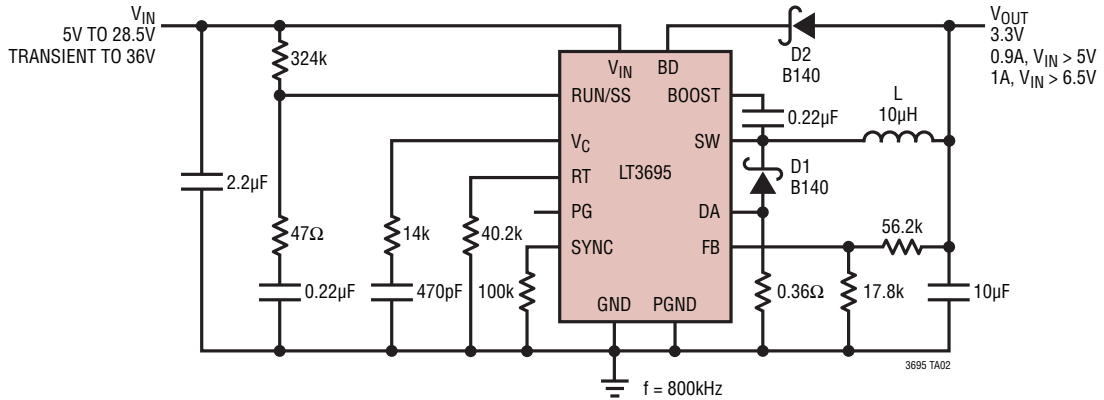 VIN
5V TO 28.5V
TRANSIENT TO 36V
324k
VIN
BD
RUN/SS
BOOST
VC
SW
RT
LT3695
PG
DA
SYNC
FB
GND
PGND
D2
B140
VOUT
3.3V
0.9A, VIN > 5V
1A, VIN > 6.5V
L
10µH
0.22µF
D1
B140
2.2µF
47Ω
0.22µF
14k
470pF
40.2k
100k
56.2k
0.36Ω
17.8k
10µF
3695 TA02
f = 800kHz